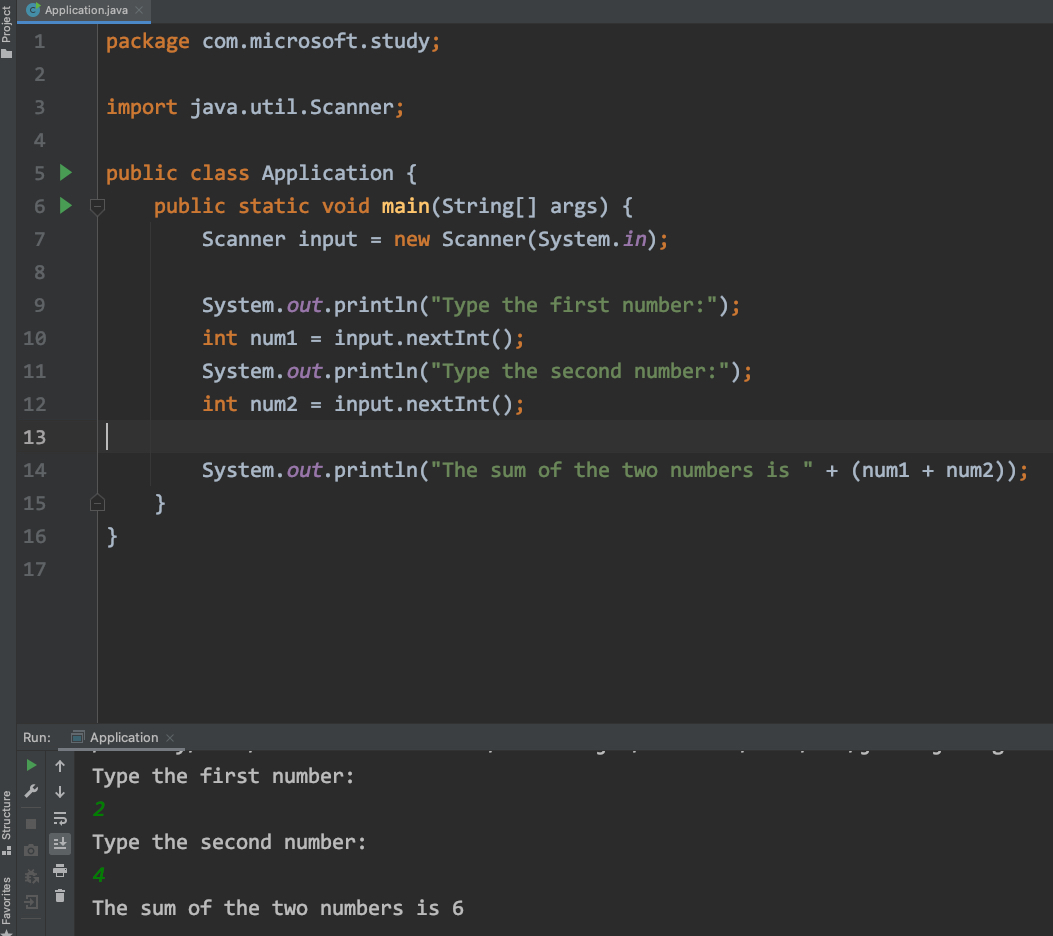 Project
Application.java
1 package com.microsoft.study;
2
3 import java.util.Scanner;
4
5 public class Application {
6 public static void main(String[] args) {
7 Scanner input = new Scanner(System.in);
8
9 System.out.println("Type the first number:");
10 int num1 = input.nextInt();
11 System.out.println("Type the second number:");
12 int num2 = input.nextInt();
13
14 System.out.println("The sum of the two numbers is " + (num1 + num2));
15 }
16 }
17
Run: Application
Type the first number:
2
Type the second number:
4
The sum of the two numbers is 6
Structure
Favorites